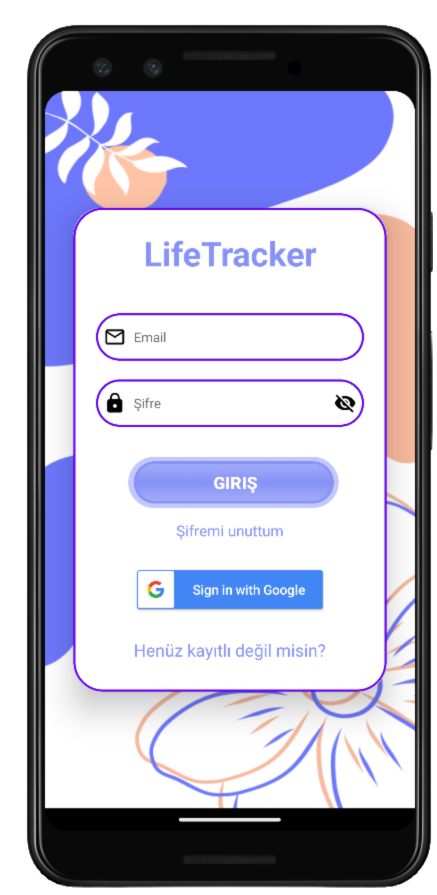 LifeTracker
Email
Şifre
GIRIŞ
Şifremi unuttum
G
Sign in with Google
Henüz kayıtlı değil misin?